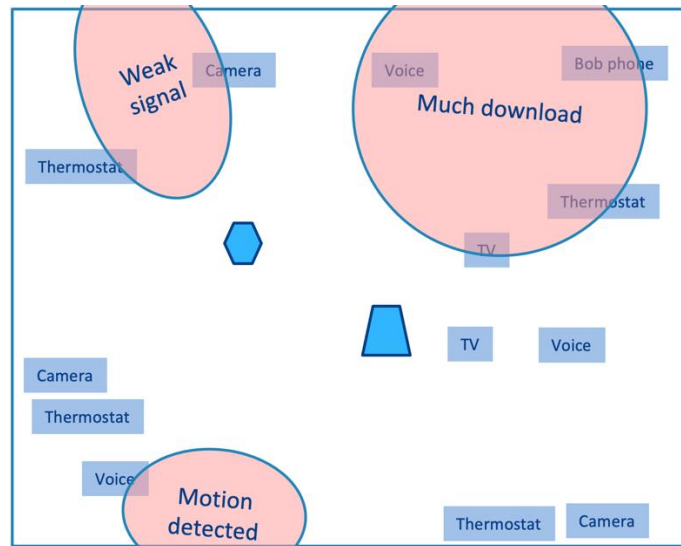 Weak
signal
Camera
Voice
Bob phone
Much download
Thermostat
Thermostat
TV
TV
Voice
Camera
Thermostat
Voice
Motion
detected
Thermostat
Camera